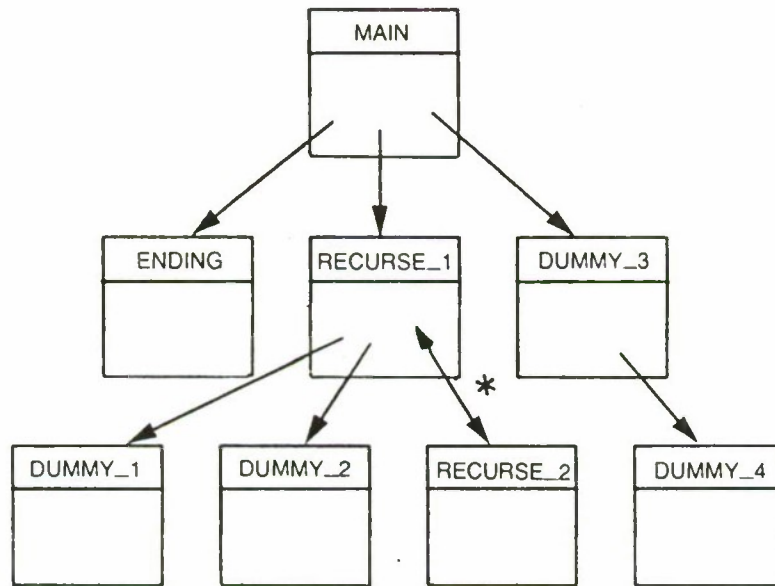 MAIN
ENDING
RECURSE_1
DUMMY_3
*
DUMMY_1
DUMMY_2
RECURSE_2
DUMMY_4